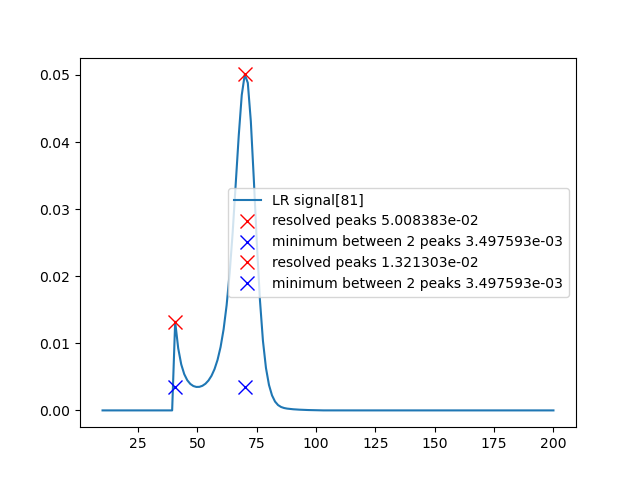 0.05
0.04
0.03
0.02
0.01
0.00
LR signal[81]
resolved peaks 5.008383e-02
minimum between 2 peaks 3.497593e-03
resolved peaks 1.321303e-02
minimum between 2 peaks 3.497593e-03
25 50 75 100 125 150 175 200